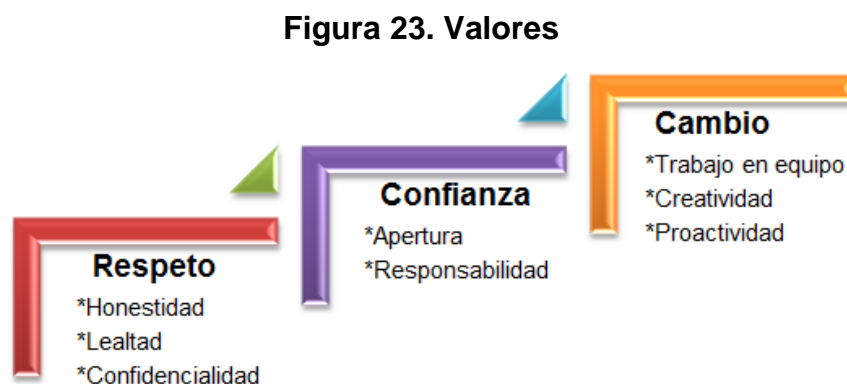 Figura 23. Valores
Respeto
*Honestidad
*Lealtad
*Confidencialidad
Confianza
*Apertura
*Responsabilidad
Cambio
*Trabajo en equipo
*Creatividad
*Proactividad